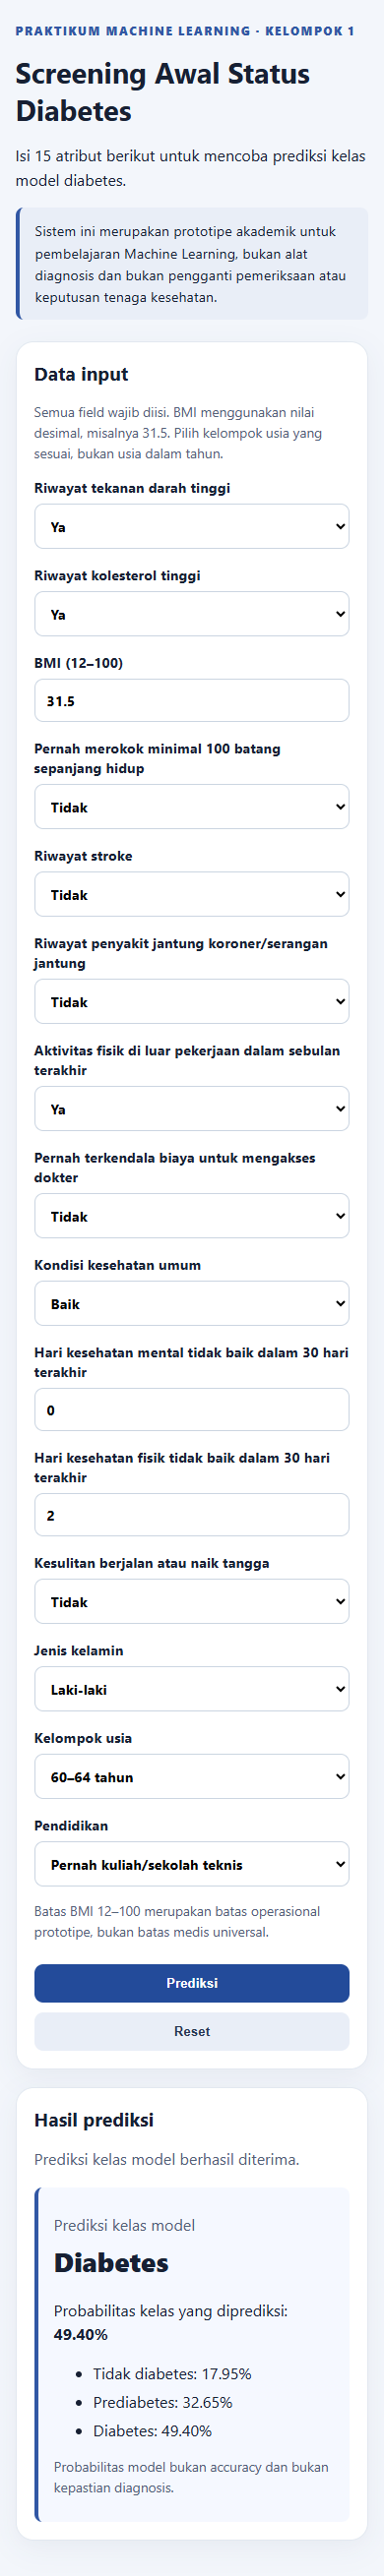 PRAKTIKUM MACHINE LEARNING · KELOMPOK 1
Screening Awal Status
Diabetes
Isi 15 atribut berikut untuk mencoba prediksi kelas
model diabetes.
Sistem ini merupakan prototipe akademik untuk
pembelajaran Machine Learning, bukan alat
diagnosis dan bukan pengganti pemeriksaan atau
keputusan tenaga kesehatan.
Data input
Semua field wajib diisi. BMI menggunakan nilai
desimal, misalnya 31.5. Pilih kelompok usia yang
sesuai, bukan usia dalam tahun.
Riwayat tekanan darah tinggi
Ya
Riwayat kolesterol tinggi
Ya
BMI (12–100)
31.5
Pernah merokok minimal 100 batang
sepanjang hidup
Tidak
Riwayat stroke
Tidak
Riwayat penyakit jantung koroner/serangan
jantung
Tidak
Aktivitas fisik di luar pekerjaan dalam sebulan
terakhir
Ya
Pernah terkendala biaya untuk mengakses
dokter
Tidak
Kondisi kesehatan umum
Baik
Hari kesehatan mental tidak baik dalam 30 hari
terakhir
0
Hari kesehatan fisik tidak baik dalam 30 hari
terakhir
2
Kesulitan berjalan atau naik tangga
Tidak
Jenis kelamin
Laki-laki
Kelompok usia
60–64 tahun
Pendidikan
Pernah kuliah/sekolah teknis
Batas BMI 12–100 merupakan batas operasional
prototipe, bukan batas medis universal.
Prediksi
Reset
Hasil prediksi
Prediksi kelas model berhasil diterima.
Prediksi kelas model
Diabetes
Probabilitas kelas yang diprediksi:
49.40%
• Tidak diabetes: 17.95%
• Prediabetes: 32.65%
• Diabetes: 49.40%
Probabilitas model bukan accuracy dan bukan
kepastian diagnosis.